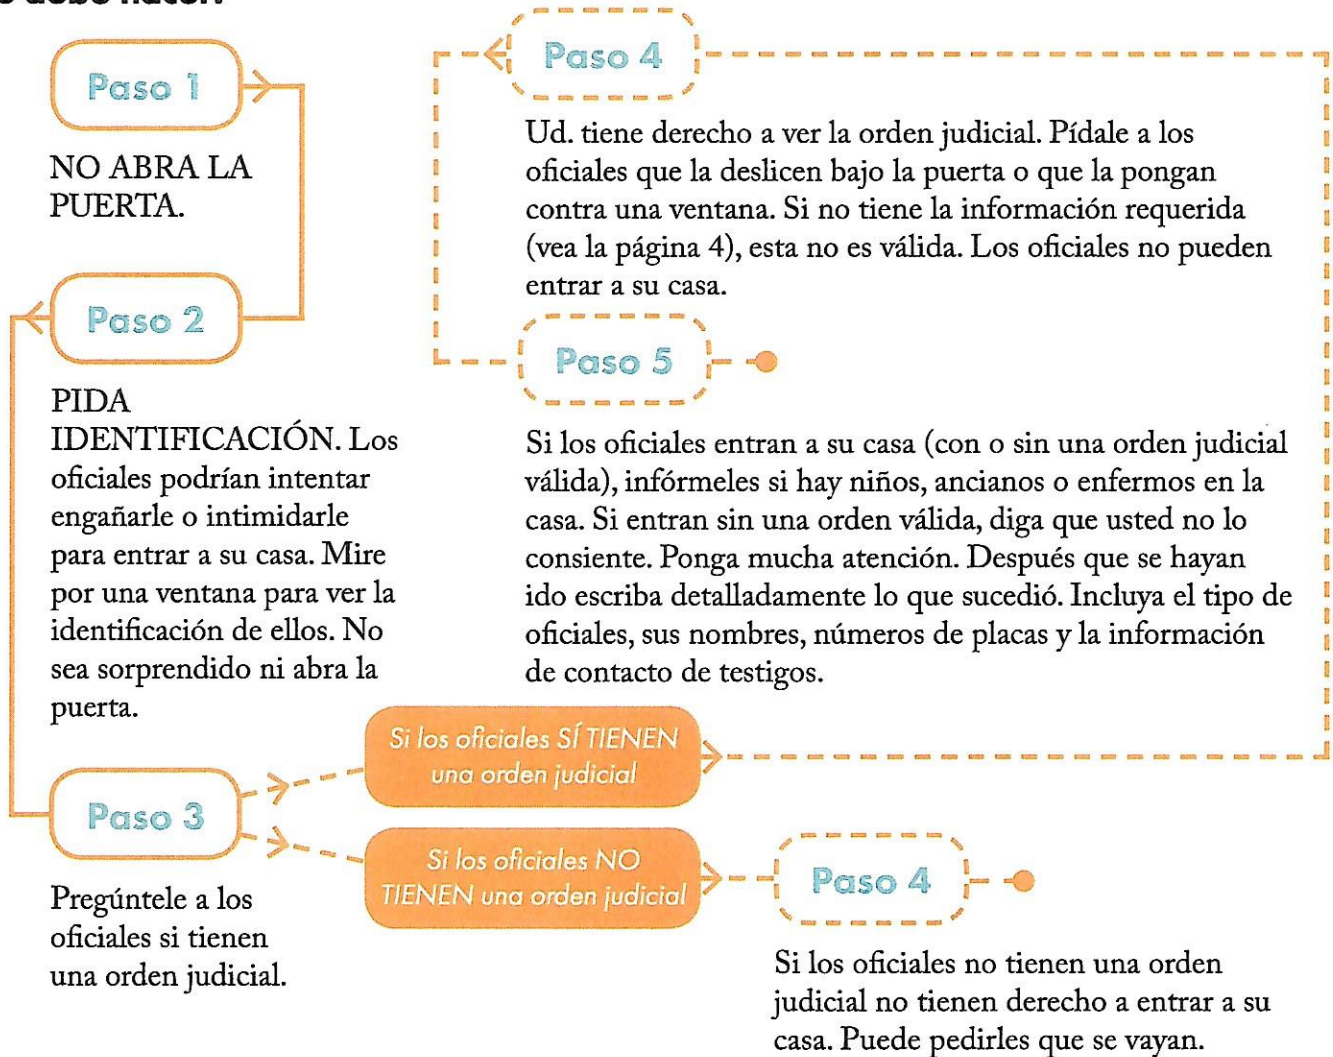 debo hacer?
Paso 1
NO ABRA LA
PUERTA.
Paso 2
PIDA
IDENTIFICACIÓN. Los
oficiales podrían intentar
engañarle o intimidarle
para entrar a su casa. Mire
por una ventana para ver la
identificación de ellos. No
sea sorprendido ni abra la
puerta.
Paso 3
Pregúntele a los
oficiales si tienen
una orden judicial.
Si los oficiales SÍ TIENEN
una orden judicial
Paso 4
Ud. tiene derecho a ver la orden judicial. Pídale a los
oficiales que la deslicen bajo la puerta o que la pongan
contra una ventana. Si no tiene la información requerida
(vea la página 4), esta no es válida. Los oficiales no pueden
entrar a su casa.
Paso 5
Si los oficiales entran a su casa (con o sin una orden judicial
válida), infórmeles si hay niños, ancianos o enfermos en la
casa. Si entran sin una orden válida, diga que usted no lo
consiente. Ponga mucha atención. Después que se hayan
ido escriba detalladamente lo que sucedió. Incluya el tipo de
oficiales, sus nombres, números de placas y la información
de contacto de testigos.
Si los oficiales NO
TIENEN una orden judicial
Paso 4
Si los oficiales no tienen una orden
judicial no tienen derecho a entrar a su
casa. Puede pedirles que se vayan.